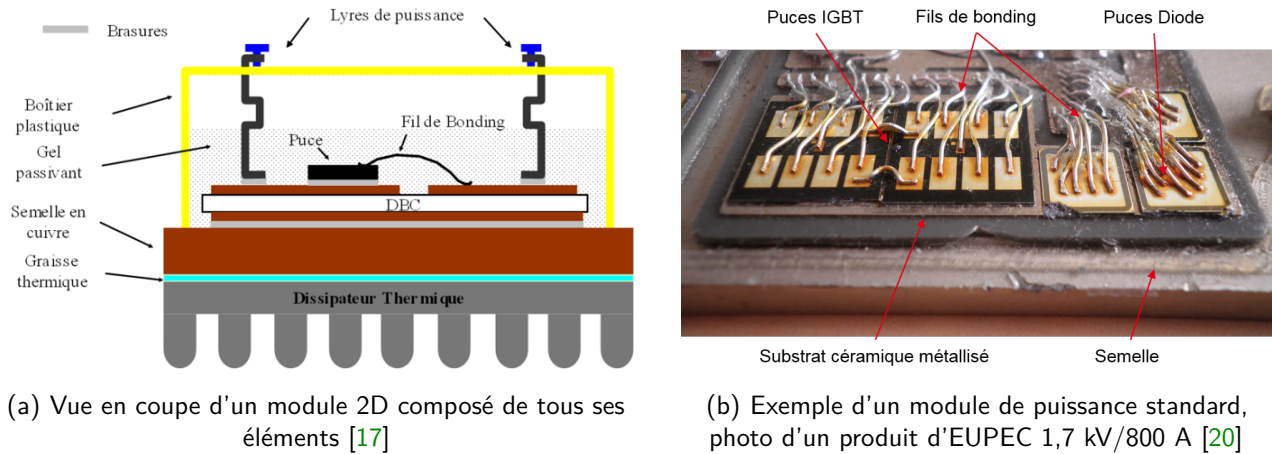 Lyres de puissance
Brasures
Boîtier
plastique
Gel
passivant
Semelle en
cuivre
Graisse
thermique
Puce
Fil de Bonding
DBC
Dissipateur Thermique
(a) Vue en coupe d'un module 2D composé de tous ses
éléments [17]
Puces IGBT
Fils de bonding
Puces Diode
Substrat céramique métallisé
Semelle
(b) Exemple d'un module de puissance standard,
photo d'un produit d'EUPEC 1,7 kV/800 A [20]